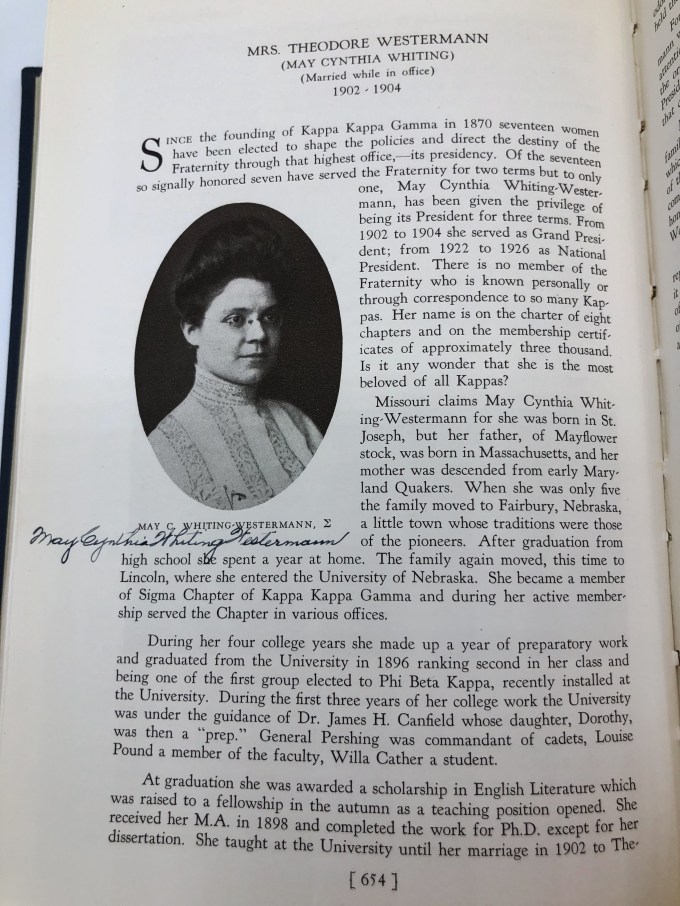 MRS. THEODORE WESTERMANN
(MAY CYNTHIA WHITING)
(Married while in office)
1902 - 1904
SINCE the founding of Kappa Kappa Gamma in 1870 seventeen women
have been elected to shape the policies and direct the destiny of the
Fraternity through that highest office,—its presidency. Of the seventeen
so signally honored seven have served the Fraternity for two terms but to only
one, May Cynthia Whiting-Wester-
mann, has been given the privilege of
being its President for three terms. From
1902 to 1904 she served as Grand Presi-
dent; from 1922 to 1926 as National
President. There is no member of the
Fraternity who is known personally or
through correspondence to so many Kap-
pas. Her name is on the charter of eight
chapters and on the membership certif-
icates of approximately three thousand.
Is it any wonder that she is the most
beloved of all Kappas?
Missouri claims May Cynthia Whit-
ing-Westermann for she was born in St.
Joseph, but her father, of Mayflower
stock, was born in Massachusetts, and her
mother was descended from early Mary-
land Quakers. When she was only five
the family moved to Fairbury, Nebraska,
a little town whose traditions were those
of the pioneers. After graduation from
MAY C. WHITING-WESTERMANN, Σ
May Cynthia Whiting Westermann
high school she spent a year at home. The family again moved, this time to
Lincoln, where she entered the University of Nebraska. She became a member
of Sigma Chapter of Kappa Kappa Gamma and during her active member-
ship served the Chapter in various offices.
During her four college years she made up a year of preparatory work
and graduated from the University in 1896 ranking second in her class and
being one of the first group elected to Phi Beta Kappa, recently installed at
the University. During the first three years of her college work the University
was under the guidance of Dr. James H. Canfield whose daughter, Dorothy,
was then a “prep.” General Pershing was commandant of cadets, Louise
Pound a member of the faculty, Willa Cather a student.
At graduation she was awarded a scholarship in English Literature which
was raised to a fellowship in the autumn as a teaching position opened. She
received her M.A. in 1898 and completed the work for Ph.D. except for her
dissertation. She taught at the University until her marriage in 1902 to The-
[ 654 ]